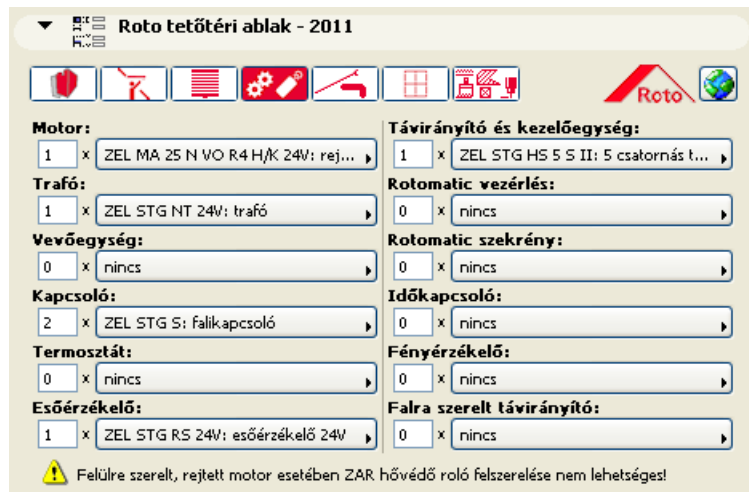 Roto tetőtéri ablak - 2011
Roto
Motor:
1 x ZEL MA 25 N VO R4 H/K 24V: rej...
Távirányító és kezelőegység:
1 x ZEL STG HS 5 S II: 5 csatornás t...
Trafó:
1 x ZEL STG NT 24V: trafó
Rotomatic vezérlés:
0 x nincs
Vevőegység:
0 x nincs
Rotomatic szekrény:
0 x nincs
Kapcsoló:
2 x ZEL STG S: falikapcsoló
Időkapcsoló:
0 x nincs
Termosztát:
0 x nincs
Fényérzékelő:
0 x nincs
Esőérzékelő:
1 x ZEL STG RS 24V: esőérzékelő 24V
Falra szerelt távirányító:
0 x nincs
Felülre szerelt, rejtett motor esetében ZAR hővédő roló felszerelése nem lehetséges!